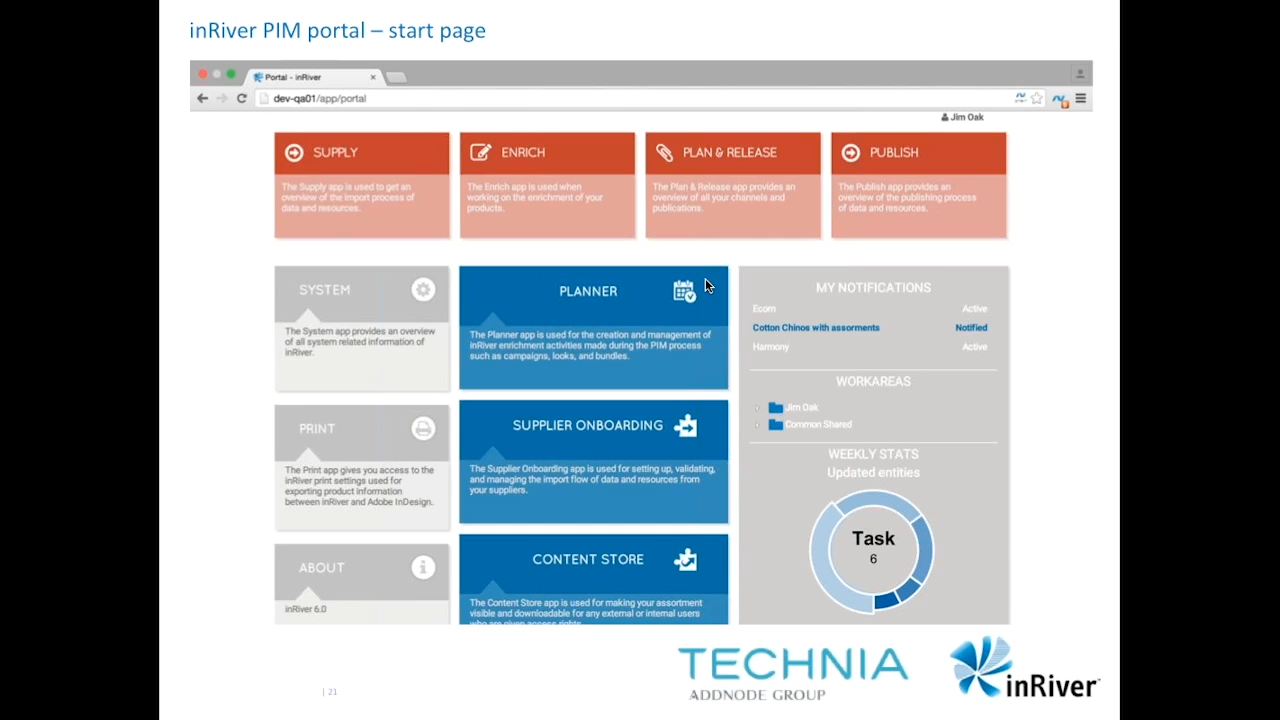 inRiver PIM portal – start page
Portal - inRiver
dev-qa01/app/portal
Jim Oak
SUPPLY
The Supply app is used to get an
overview of the import process of
data and resources.
ENRICH
The Enrich app is used when
working on the enrichment of your
products.
PLAN & RELEASE
The Plan & Release app provides an
overview of all your channels and
publications.
PUBLISH
The Publish app provides an
overview of the publishing process
of data and resources.
SYSTEM
The System app provides an overview
of all system related information of
inRiver.
PRINT
The Print app gives you access to the
inRiver print settings used for
exporting product information
between inRiver and Adobe InDesign.
ABOUT
inRiver 6.0
PLANNER
The Planner app is used for the creation and management of
inRiver enrichment activities made during the PIM process
such as campaigns, looks, and bundles.
SUPPLIER ONBOARDING
The Supplier Onboarding app is used for setting up, validating,
and managing the import flow of data and resources from
your suppliers.
CONTENT STORE
The Content Store app is used for making your assortment
visible and downloadable for any external or internal users
who are given access rights.
MY NOTIFICATIONS
Ecom Active
Cotton Chinos with assorments Notified
Harmony Active
WORKAREAS
Jim Oak
Common Shared
WEEKLY STATS
Updated entities
Task
6
| 21
TECHNIA
ADDNODE GROUP
inRiver